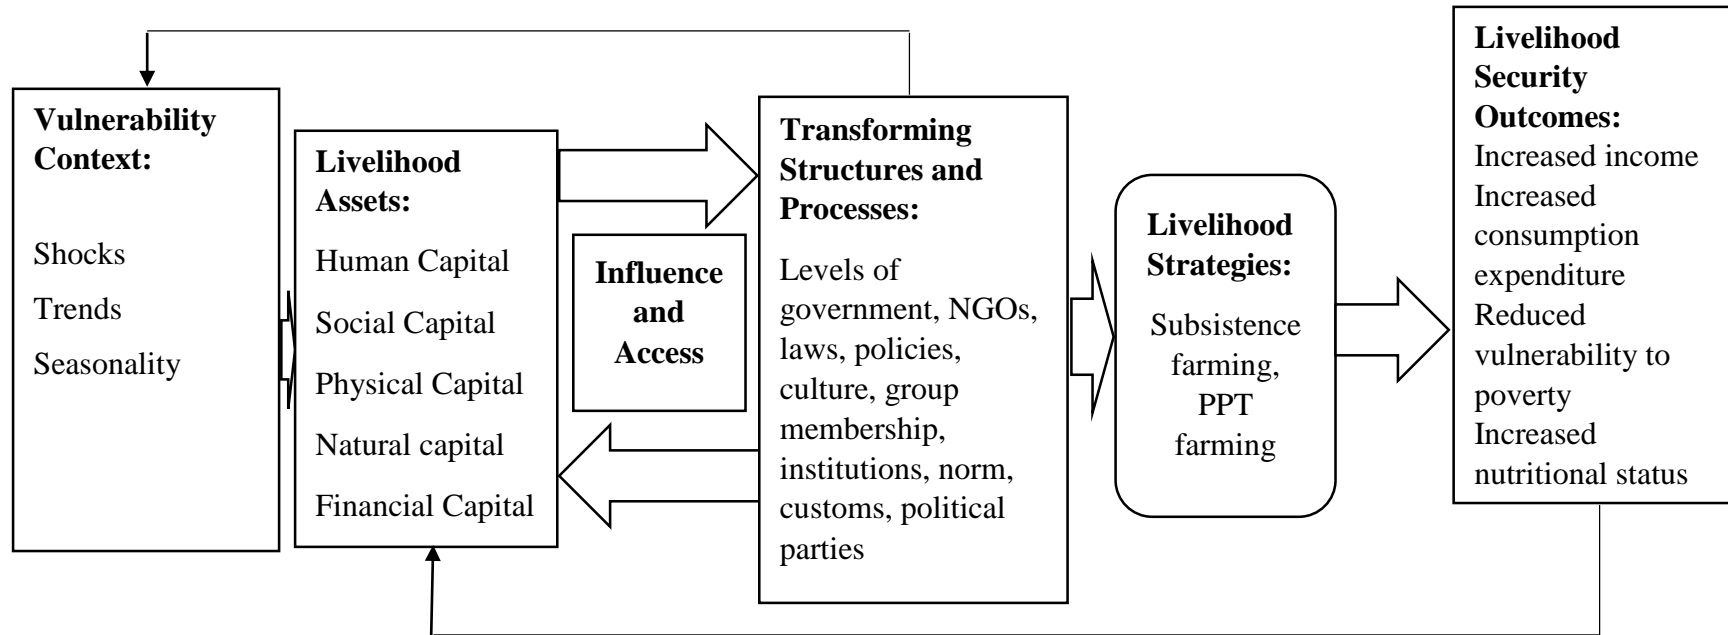 Vulnerability
Context:
Shocks
Trends
Seasonality
Livelihood
Assets:
Human Capital
Social Capital
Physical Capital
Natural capital
Financial Capital
Influence
and
Access
Transforming
Structures and
Processes:
Levels of
government, NGOs,
laws, policies,
culture, group
membership,
institutions, norm,
customs, political
parties
Livelihood
Strategies:
Subsistence
farming,
PPT
farming
Livelihood
Security
Outcomes:
Increased income
Increased
consumption
expenditure
Reduced
vulnerability to
poverty
Increased
nutritional status